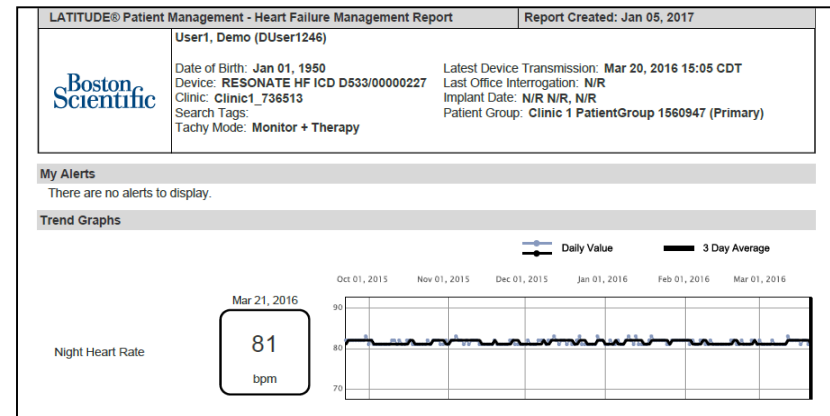 LATITUDE® Patient Management - Heart Failure Management Report
Report Created: Jan 05, 2017
Boston
Scientific
User1, Demo (DUser1246)
Date of Birth: Jan 01, 1950
Device: RESONATE HF ICD D533/00000227
Clinic: Clinic1_736513
Search Tags:
Tachy Mode: Monitor + Therapy
Latest Device Transmission: Mar 20, 2016 15:05 CDT
Last Office Interrogation: N/R
Implant Date: N/R N/R, N/R
Patient Group: Clinic 1 PatientGroup 1560947 (Primary)
My Alerts
There are no alerts to display.
Trend Graphs
Daily Value
3 Day Average
Oct 01, 2015 Nov 01, 2015 Dec 01, 2015 Jan 01, 2016 Feb 01, 2016 Mar 01, 2016
Mar 21, 2016
Night Heart Rate
81
bpm
90
80
70